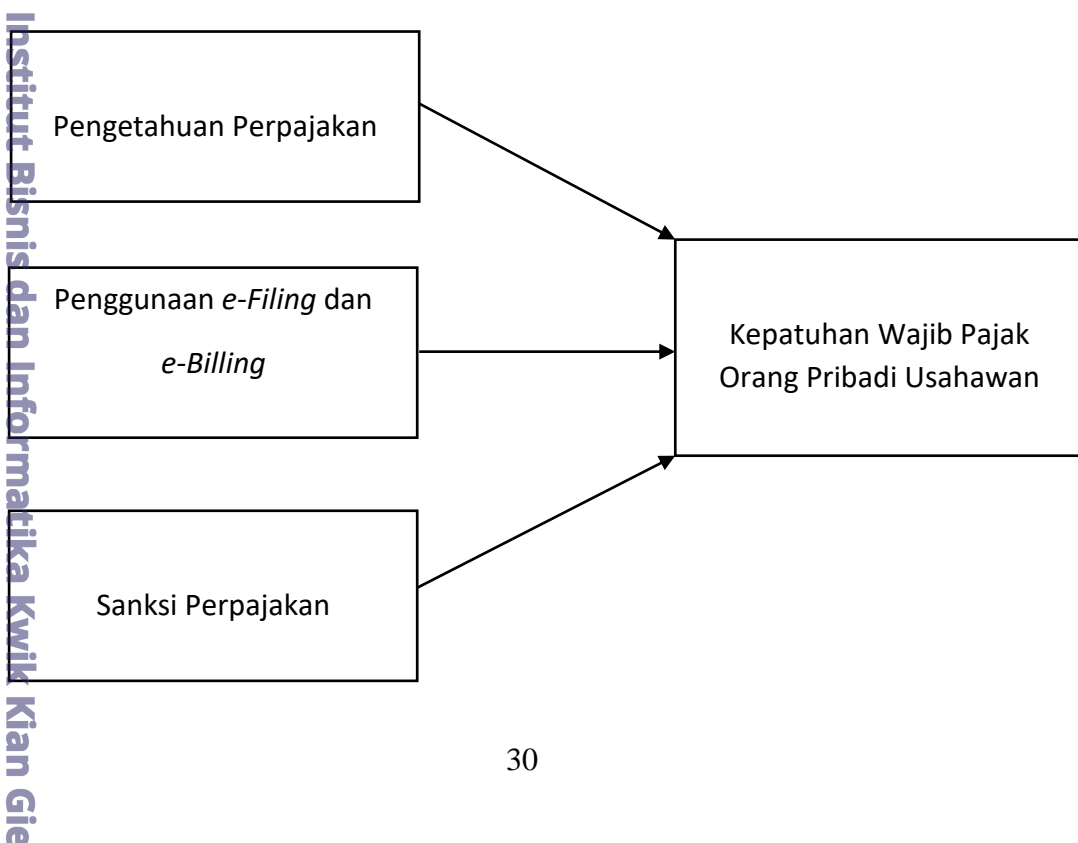 Institut Bisnis dan Informatika Kwik Kian Gie
Pengetahuan Perpajakan
Penggunaan e-Filing dan
e-Billing
Sanksi Perpajakan
Kepatuhan Wajib Pajak
Orang Pribadi Usahawan
30